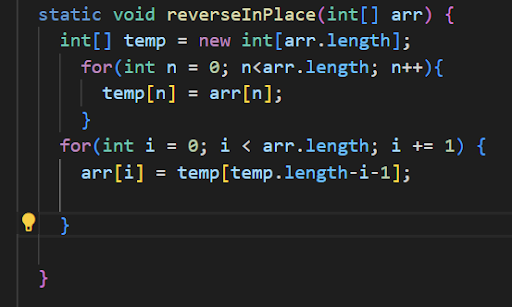 static void reverseInPlace(int[] arr) {
int[] temp = new int[arr.length];
for(int n = 0; n<arr.length; n++){
temp[n] = arr[n];
}
for(int i = 0; i < arr.length; i += 1) {
arr[i] = temp[temp.length-i-1];
}
}